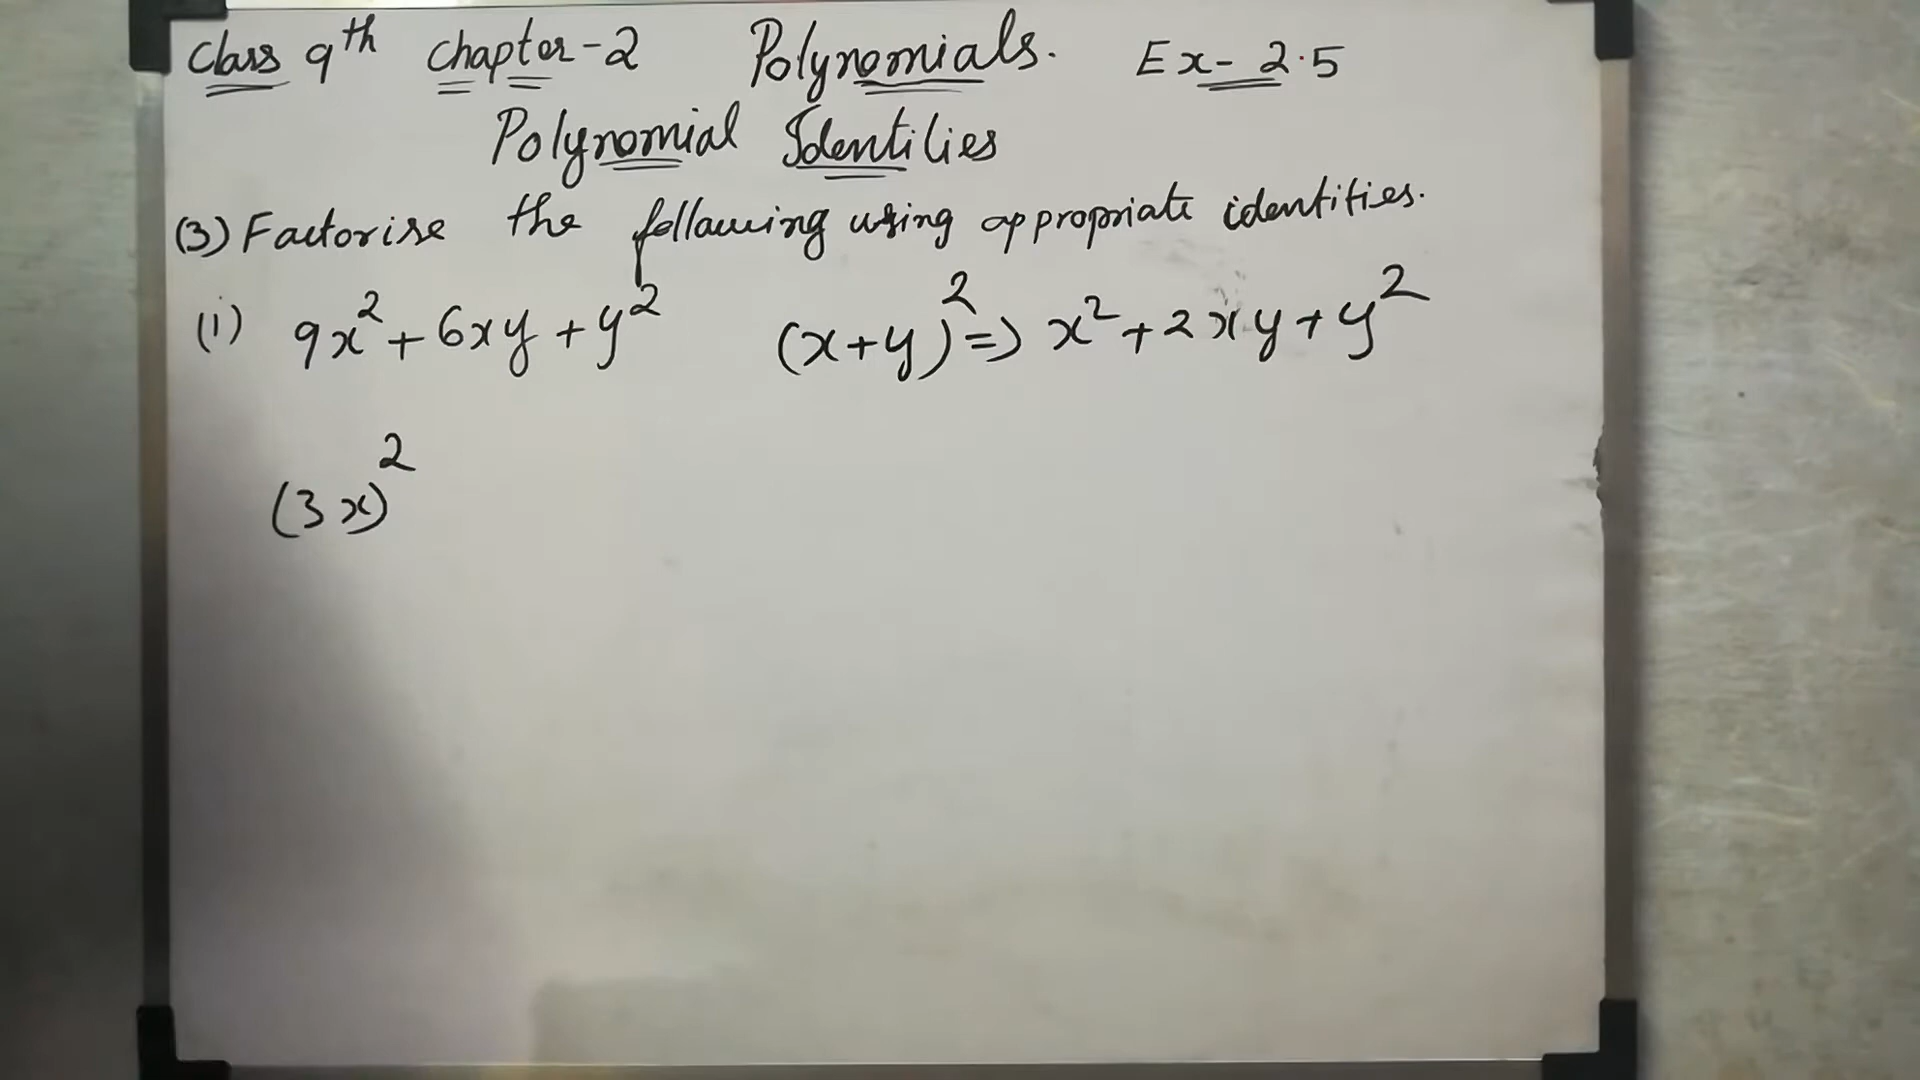 Class 9th Chapter-2 Polynomials. Ex- 2.5
Polynomial Identities
(3) Factorise the following using appropriate identities.
(i) 9x² + 6xy + y² (x+y)² => x² + 2xy + y²
(3x)²